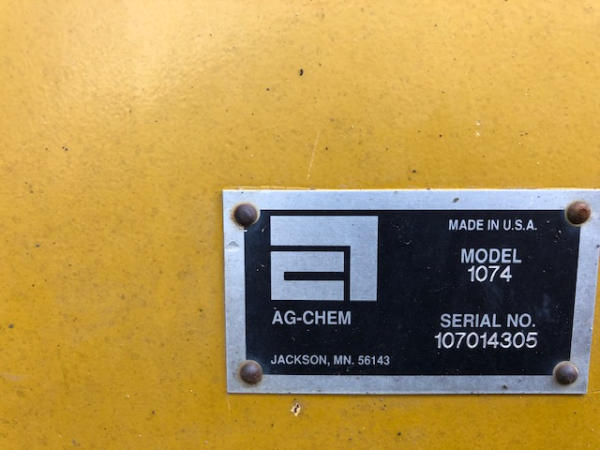 MADE IN U.S.A.
MODEL
1074
AG-CHEM
SERIAL NO.
107014305
JACKSON, MN. 56143